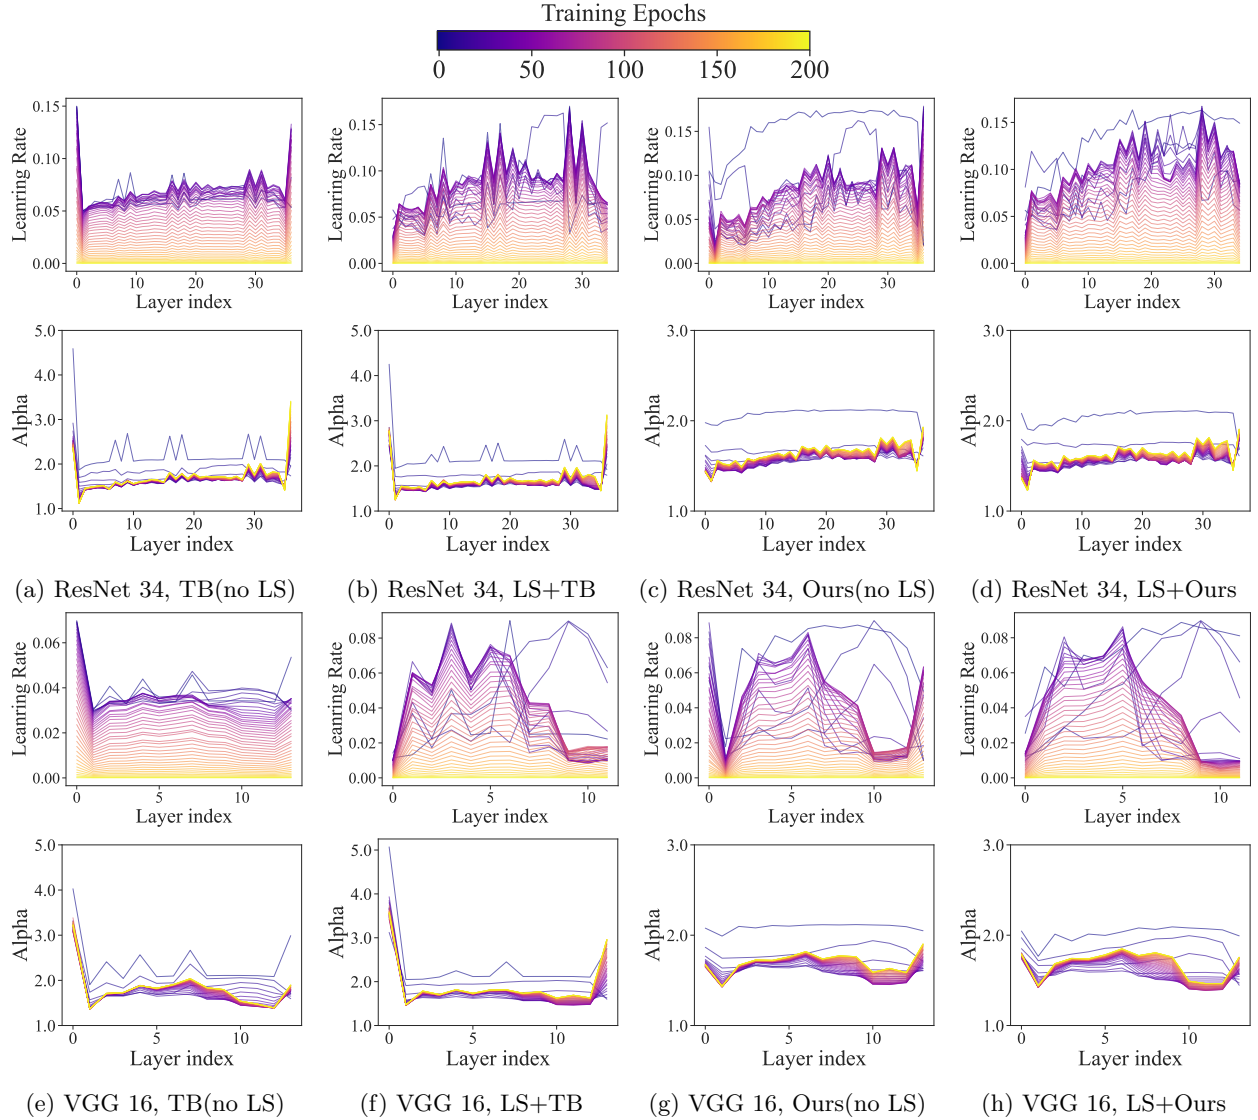 Training Epochs
0 50 100 150 200
0.15 0.10 0.05 0.00
Leanring Rate
0 10 20 30
Layer index
0.15 0.10 0.05 0.00
Leanring Rate
0 10 20 30
Layer index
0.15 0.10 0.05 0.00
Leanring Rate
0 10 20 30
Layer index
0.15 0.10 0.05 0.00
Leanring Rate
0 10 20 30
Layer index
5.0 4.0 3.0 2.0 1.0
Alpha
0 10 20 30
Layer index
5.0 4.0 3.0 2.0 1.0
Alpha
0 10 20 30
Layer index
3.0 2.0 1.0
Alpha
0 10 20 30
Layer index
3.0 2.0 1.0
Alpha
0 10 20 30
Layer index
(a) ResNet 34, TB(no LS)
(b) ResNet 34, LS+TB
(c) ResNet 34, Ours(no LS)
(d) ResNet 34, LS+Ours
0.06 0.04 0.02 0.00
Leanring Rate
0 5 10
Layer index
0.08 0.06 0.04 0.02 0.00
Leanring Rate
0 5 10
Layer index
0.08 0.06 0.04 0.02 0.00
Leanring Rate
0 5 10
Layer index
0.08 0.06 0.04 0.02 0.00
Leanring Rate
0 5 10
Layer index
5.0 4.0 3.0 2.0 1.0
Alpha
0 5 10
Layer index
5.0 4.0 3.0 2.0 1.0
Alpha
0 5 10
Layer index
3.0 2.0 1.0
Alpha
0 5 10
Layer index
3.0 2.0 1.0
Alpha
0 5 10
Layer index
(e) VGG 16, TB(no LS)
(f) VGG 16, LS+TB
(g) VGG 16, Ours(no LS)
(h) VGG 16, LS+Ours